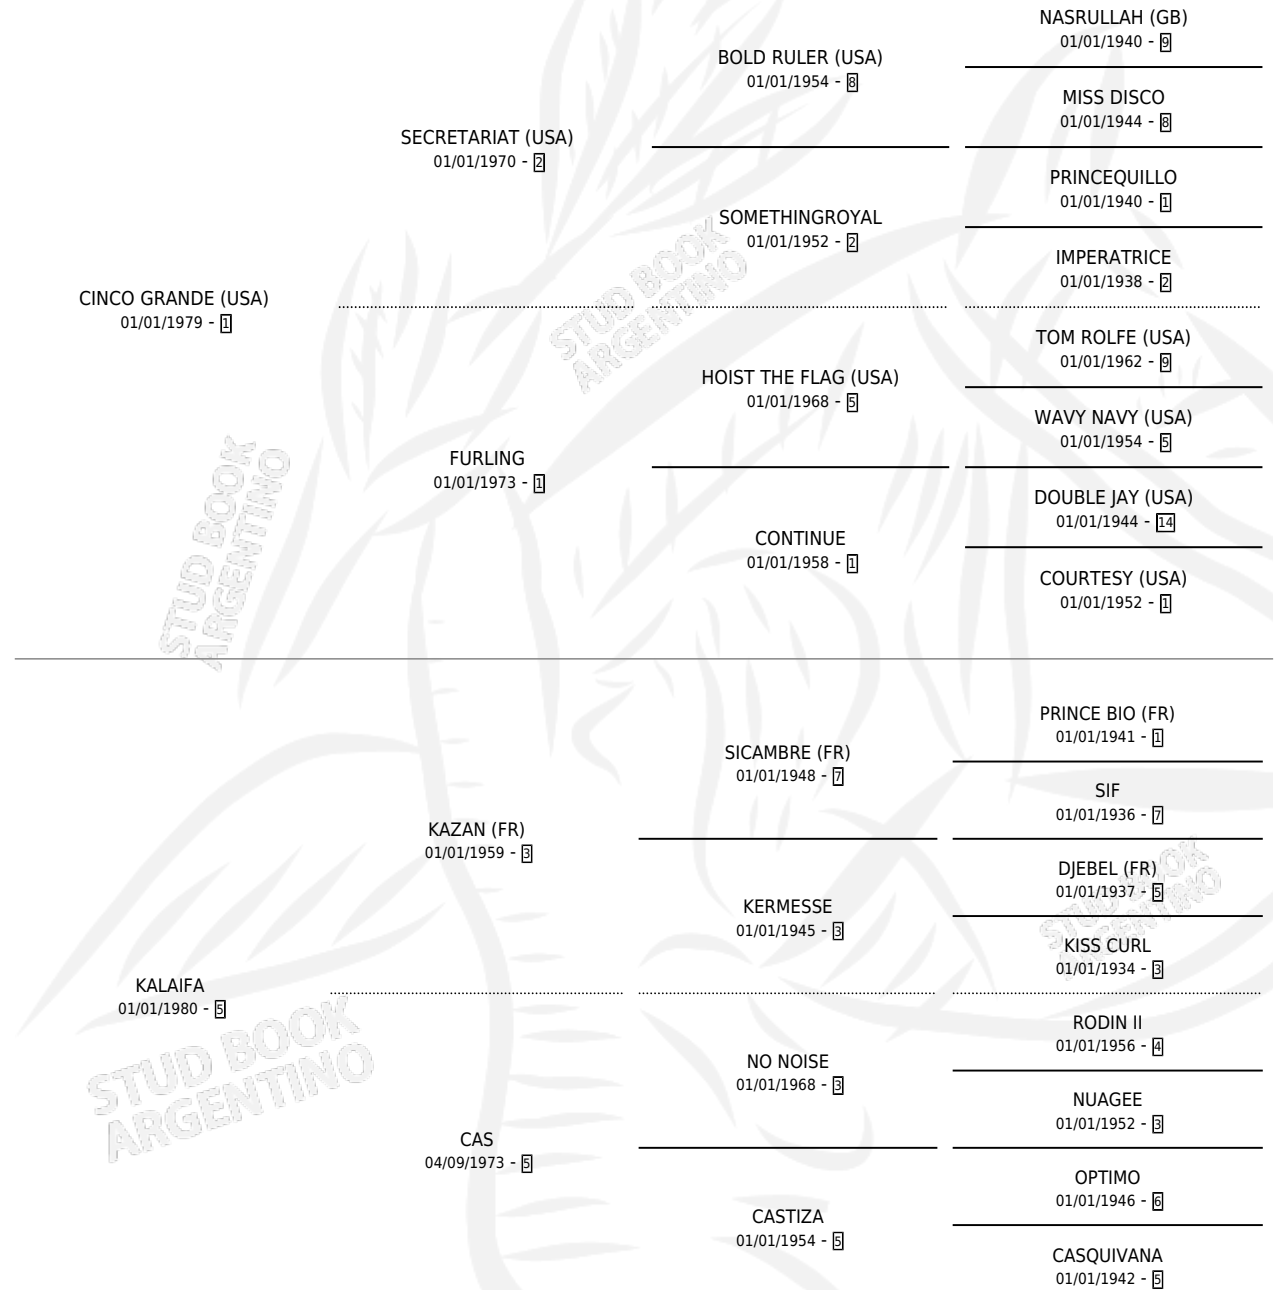 NASRULLAH (GB)
01/01/1940 - 9
BOLD RULER (USA)
01/01/1954 - 8
MISS DISCO
01/01/1944 - 8
SECRETARIAT (USA)
01/01/1970 - 2
PRINCEQUILLO
01/01/1940 - 1
SOMETHINGROYAL
01/01/1952 - 2
IMPERATRICE
01/01/1938 - 2
CINCO GRANDE (USA)
01/01/1979 - 1
TOM ROLFE (USA)
01/01/1962 - 9
HOIST THE FLAG (USA)
01/01/1968 - 5
WAVY NAVY (USA)
01/01/1954 - 5
FURLING
01/01/1973 - 1
DOUBLE JAY (USA)
01/01/1944 - 14
CONTINUE
01/01/1958 - 1
COURTESY (USA)
01/01/1952 - 1
STUD BOOK
ARGENTINO
STUD BOOK
ARGENTINO
PRINCE BIO (FR)
01/01/1941 - 1
SICAMBRE (FR)
01/01/1948 - 7
SIF
01/01/1936 - 7
KAZAN (FR)
01/01/1959 - 3
DJEBEL (FR)
01/01/1937 - 5
KERMESSE
01/01/1945 - 3
KISS CURL
01/01/1934 - 3
STUD BOOK
ARGENTINO
KALAIFA
01/01/1980 - 5
RODIN II
01/01/1956 - 4
NO NOISE
01/01/1968 - 3
NUAGEE
01/01/1952 - 3
CAS
04/09/1973 - 5
OPTIMO
01/01/1946 - 6
CASTIZA
01/01/1954 - 5
CASQUIVANA
01/01/1942 - 5
STUD BOOK
ARGENTINO